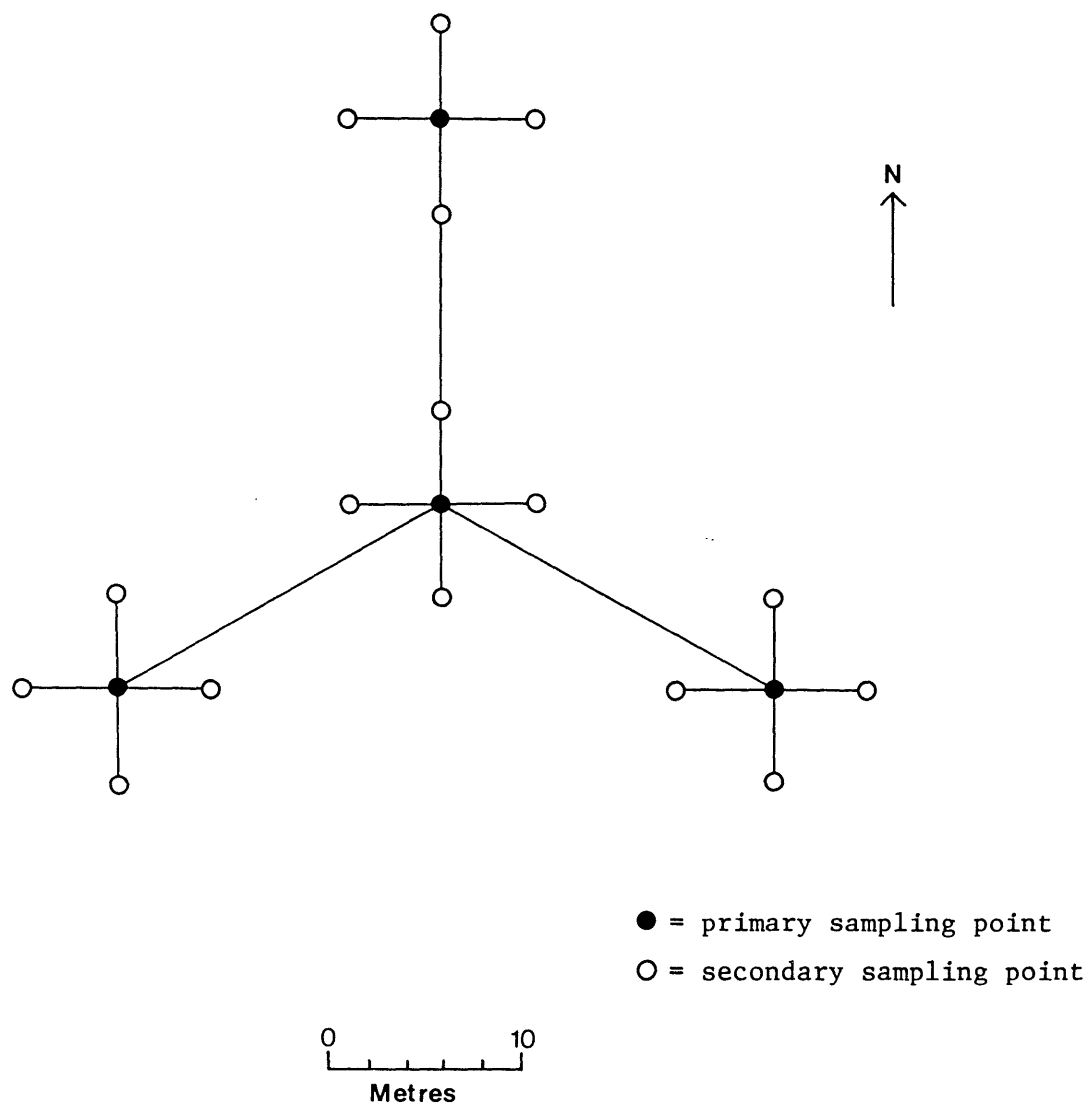 N
● = primary sampling point
○ = secondary sampling point
0 10
Metres